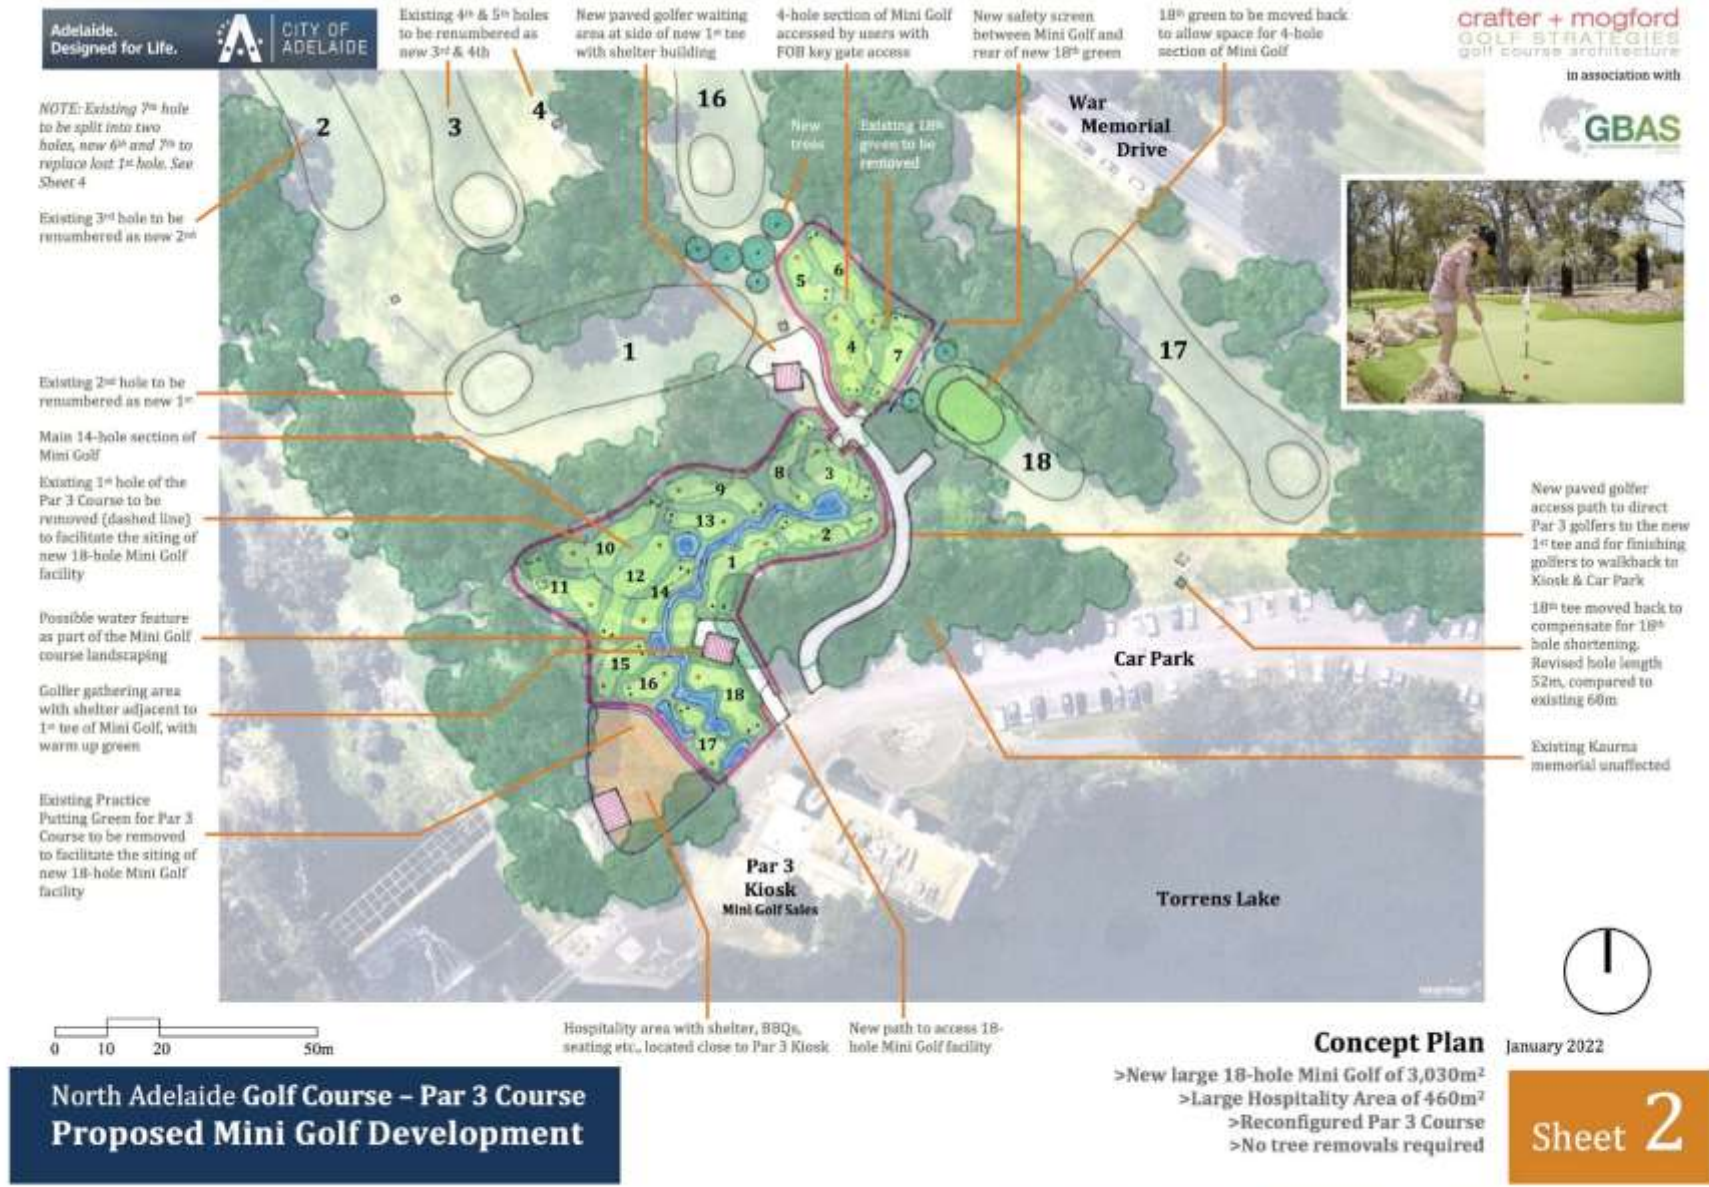 Adelaide.
Designed for Life.
CITY OF
ADELAIDE
Existing 4th & 5th holes
to be renumbered as
new 3rd & 4th
New paved golfer waiting
area at side of new 1st tee
with shelter building
4-hole section of Mini Golf
accessed by users with
FOB key gate access
New safety screen
between Mini Golf and
rear of new 18th green
18th green to be moved back
to allow space for 4-hole
section of Mini Golf
crafter + mogford
GOLF STRATEGIES
golf course architecture
in association with
GBAS
NOTE: Existing 7th hole
to be split into two
holes, new 6th and 7th to
replace lost 1st hole. See
Sheet 4
Existing 3rd hole to be
renumbered as new 2nd
Existing 2nd hole to be
renumbered as new 1st
Main 14-hole section of
Mini Golf
Existing 1st hole of the
Par 3 Course to be
removed (dashed line)
to facilitate the siting of
new 18-hole Mini Golf
facility
Possible water feature
as part of the Mini Golf
course landscaping
Golfer gathering area
with shelter adjacent to
1st tee of Mini Golf, with
warm up green
Existing Practice
Putting Green for Par 3
Course to be removed
to facilitate the siting of
new 18-hole Mini Golf
facility
2
3
4
16
New
trees
Existing 18th
green to be
removed
War
Memorial
Drive
5
6
4
7
1
17
18
8
3
9
13
2
10
1
12
11
14
15
16
18
17
Car Park
Par 3
Kiosk
Mini Golf Sales
Torrens Lake
New paved golfer
access path to direct
Par 3 golfers to the new
1st tee and for finishing
golfers to walkback to
Kiosk & Car Park
18th tee moved back to
compensate for 18th
hole shortening.
Revised hole length
52m, compared to
existing 60m
Existing Kaurna
memorial unaffected
Hospitality area with shelter, BBQs,
seating etc., located close to Par 3 Kiosk
New path to access 18-
hole Mini Golf facility
0 10 20 50m
North Adelaide Golf Course – Par 3 Course
Proposed Mini Golf Development
Concept Plan
January 2022
>New large 18-hole Mini Golf of 3,030m²
>Large Hospitality Area of 460m²
>Reconfigured Par 3 Course
>No tree removals required
Sheet 2